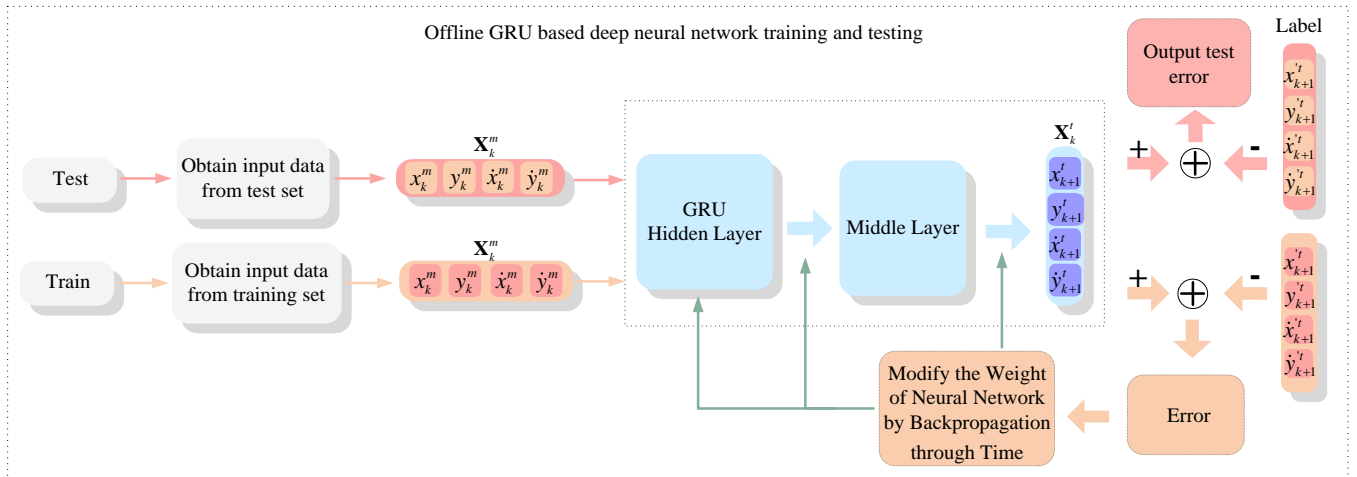 Offline GRU based deep neural network training and testing
Label
Output test
error
x'^t_{k+1}
y'^t_{k+1}
ẋ'^t_{k+1}
ẏ'^t_{k+1}
+
-
Test
Obtain input data
from test set
X^m_k
x^m_k y^m_k ẋ^m_k ẏ^m_k
Train
Obtain input data
from training set
X^m_k
x^m_k y^m_k ẋ^m_k ẏ^m_k
GRU
Hidden Layer
Middle Layer
X^t_k
x^t_{k+1}
y^t_{k+1}
ẋ^t_{k+1}
ẏ^t_{k+1}
+
-
x'^t_{k+1}
y'^t_{k+1}
ẋ'^t_{k+1}
ẏ'^t_{k+1}
Modify the Weight
of Neural Network
by Backpropagation
through Time
Error